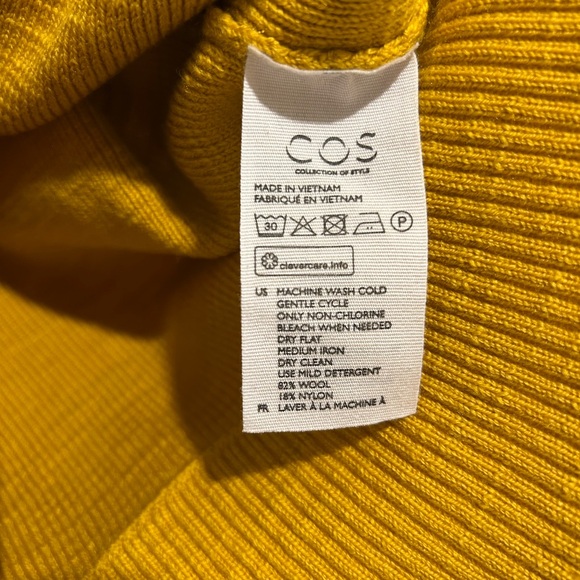 COS
COLLECTION OF STYLE
MADE IN VIETNAM
FABRIQUÉ EN VIETNAM
30 P
clevercare.info
US MACHINE WASH COLD
GENTLE CYCLE
ONLY NON-CHLORINE
BLEACH WHEN NEEDED
DRY FLAT
MEDIUM IRON
DRY CLEAN
USE MILD DETERGENT
82% WOOL
18% NYLON
FR LAVER À LA MACHINE À